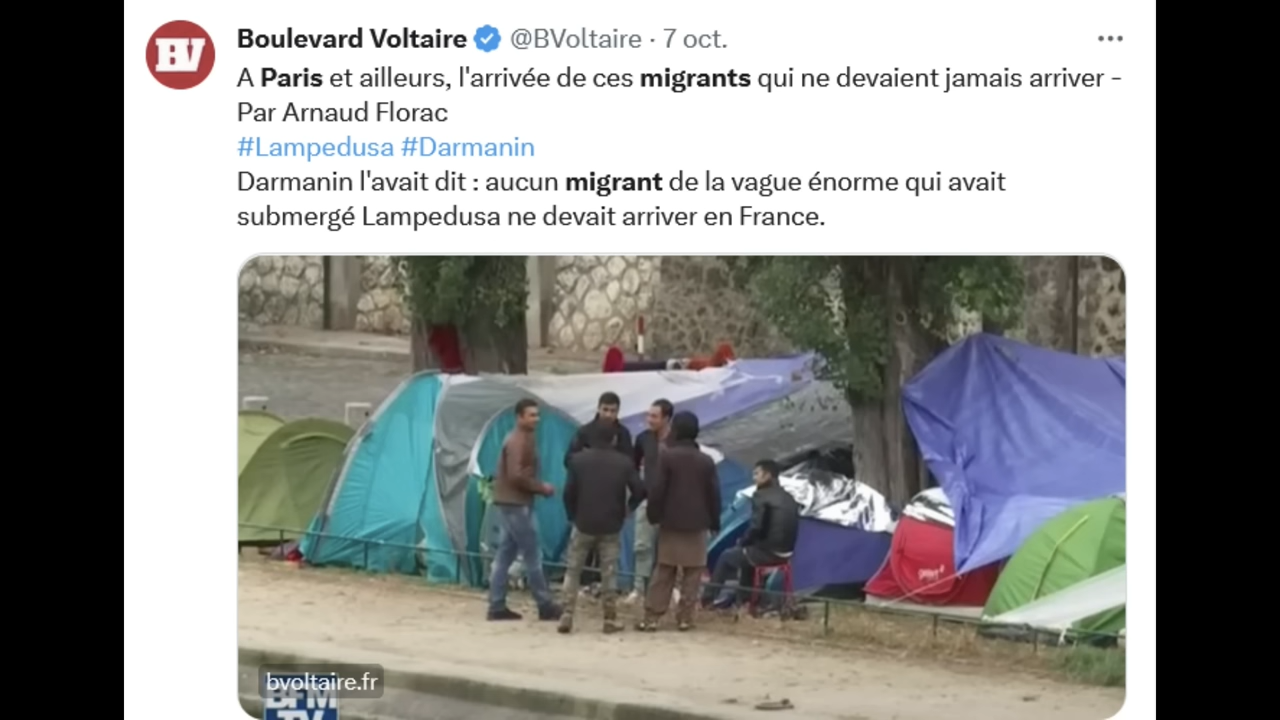 BV
Boulevard Voltaire @BVoltaire · 7 oct.
A Paris et ailleurs, l'arrivée de ces migrants qui ne devaient jamais arriver -
Par Arnaud Florac
#Lampedusa #Darmanin
Darmanin l'avait dit : aucun migrant de la vague énorme qui avait
submergé Lampedusa ne devait arriver en France.
bvoltaire.fr
BFM
TV